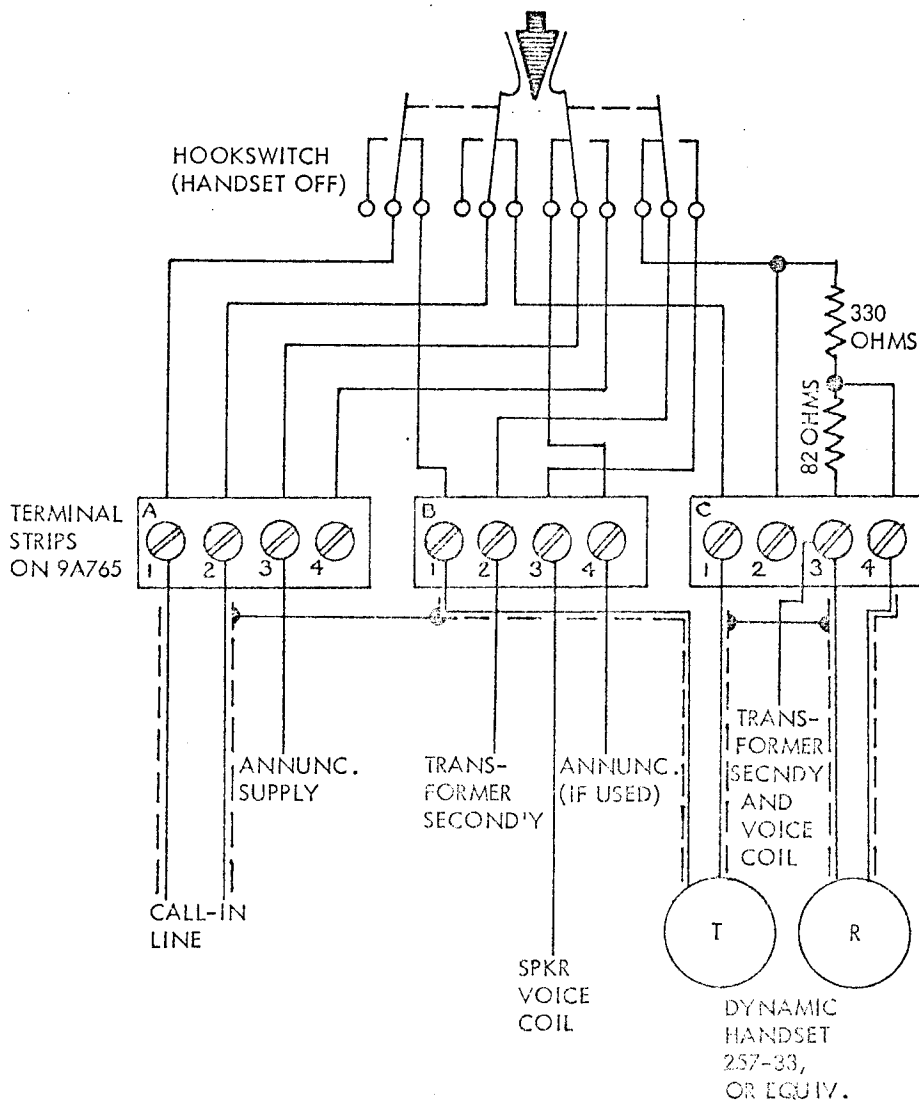 HOOKSWITCH
(HANDSET OFF)
330
OHMS
82 OHMS
TERMINAL
STRIPS
ON 9A765
A
1
2
3
4
B
1
2
3
4
C
1
2
3
4
ANNUNC.
SUPPLY
TRANS-
FORMER
SECOND'Y
ANNUNC.
(IF USED)
TRANS-
FORMER
SECNDY
AND
VOICE
COIL
CALL-IN
LINE
SPKR
VOICE
COIL
T
R
DYNAMIC
HANDSET
257-33,
OR EQUIV.